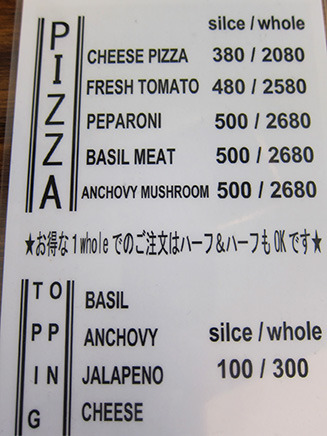 PIZZA
silce / whole
CHEESE PIZZA 380 / 2080
FRESH TOMATO 480 / 2580
PEPARONI 500 / 2680
BASIL MEAT 500 / 2680
ANCHOVY MUSHROOM 500 / 2680
★お得な1wholeでのご注文はハーフ&ハーフもOKです★
TOPPING
BASIL
ANCHOVY silce / whole
JALAPENO 100 / 300
CHEESE